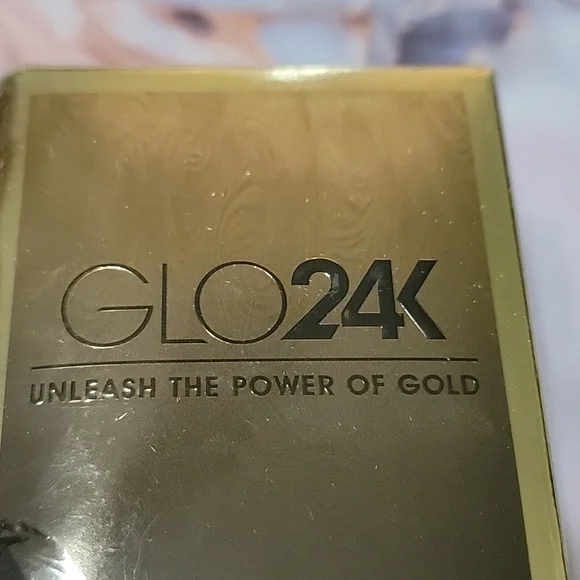 GLO24K
UNLEASH THE POWER OF GOLD